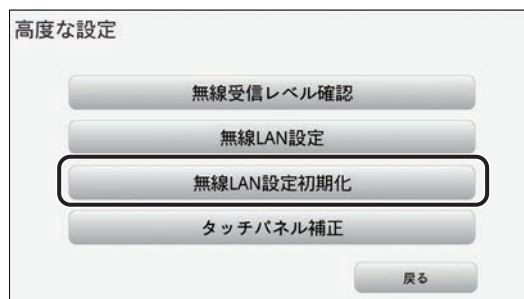 高度な設定
無線受信レベル確認
無線LAN設定
無線LAN設定初期化
タッチパネル補正
戻る